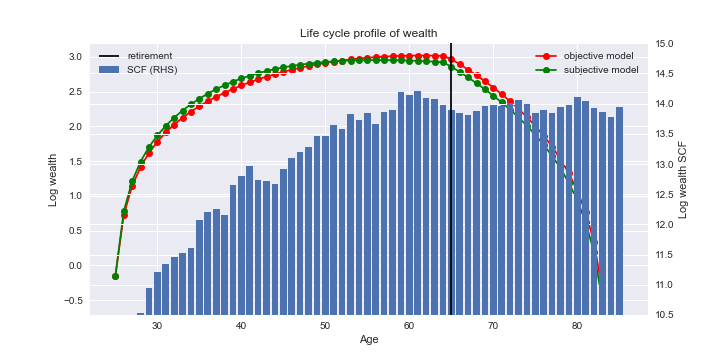 Life cycle profile of wealth
retirement
SCF (RHS)
objective model
subjective model
Log wealth
3.0
2.5
2.0
1.5
1.0
0.5
0.0
−0.5
15.0
14.5
14.0
13.5
13.0
12.5
12.0
11.5
11.0
10.5
Log wealth SCF
30 40 50 60 70 80
Age